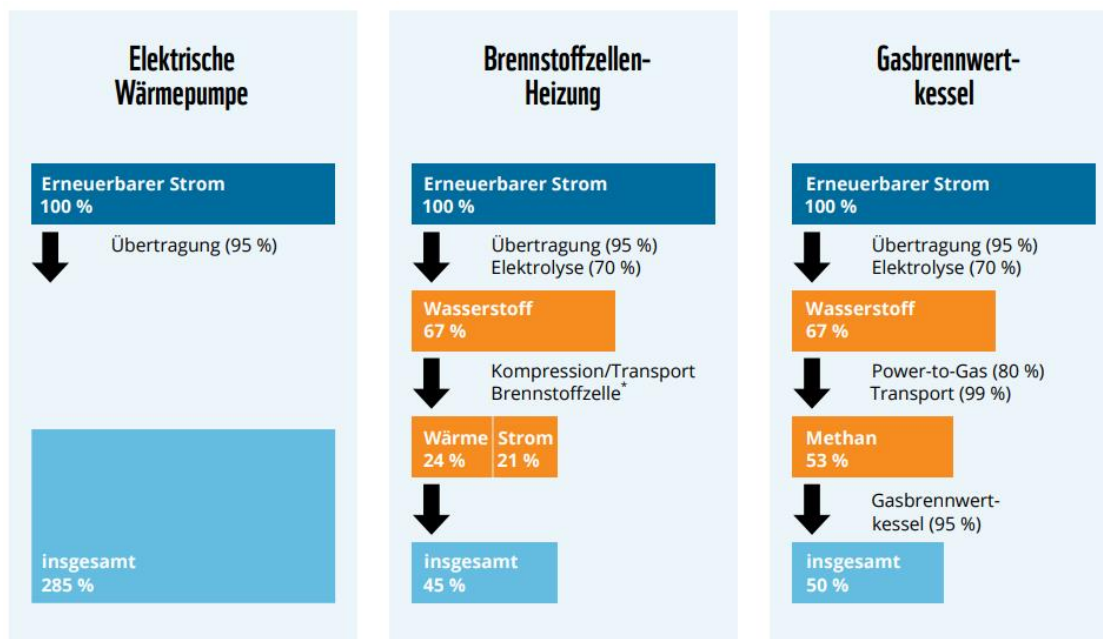 Elektrische
Wärmepumpe
Erneuerbarer Strom
100 %
Übertragung (95 %)
insgesamt
285 %
Brennstoffzellen-
Heizung
Erneuerbarer Strom
100 %
Übertragung (95 %)
Elektrolyse (70 %)
Wasserstoff
67 %
Kompression/Transport
Brennstoffzelle*
Wärme Strom
24 % 21 %
insgesamt
45 %
Gasbrennwert-
kessel
Erneuerbarer Strom
100 %
Übertragung (95 %)
Elektrolyse (70 %)
Wasserstoff
67 %
Power-to-Gas (80 %)
Transport (99 %)
Methan
53 %
Gasbrennwert-
kessel (95 %)
insgesamt
50 %